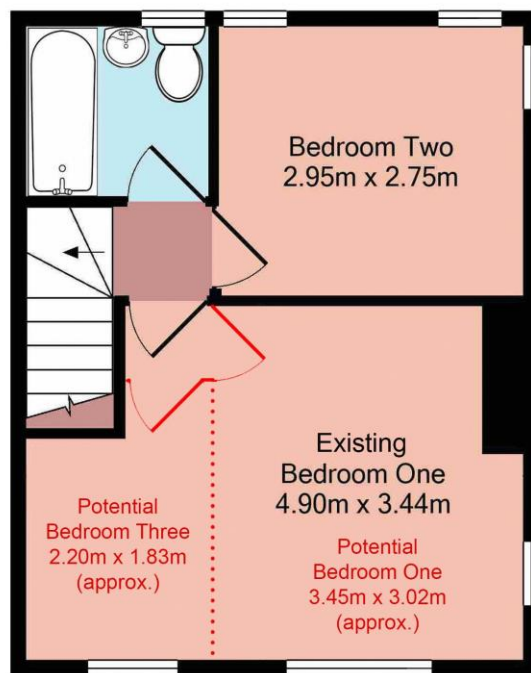 Bedroom Two
2.95m x 2.75m
Existing
Bedroom One
4.90m x 3.44m
Potential
Bedroom Three
2.20m x 1.83m
(approx.)
Potential
Bedroom One
3.45m x 3.02m
(approx.)